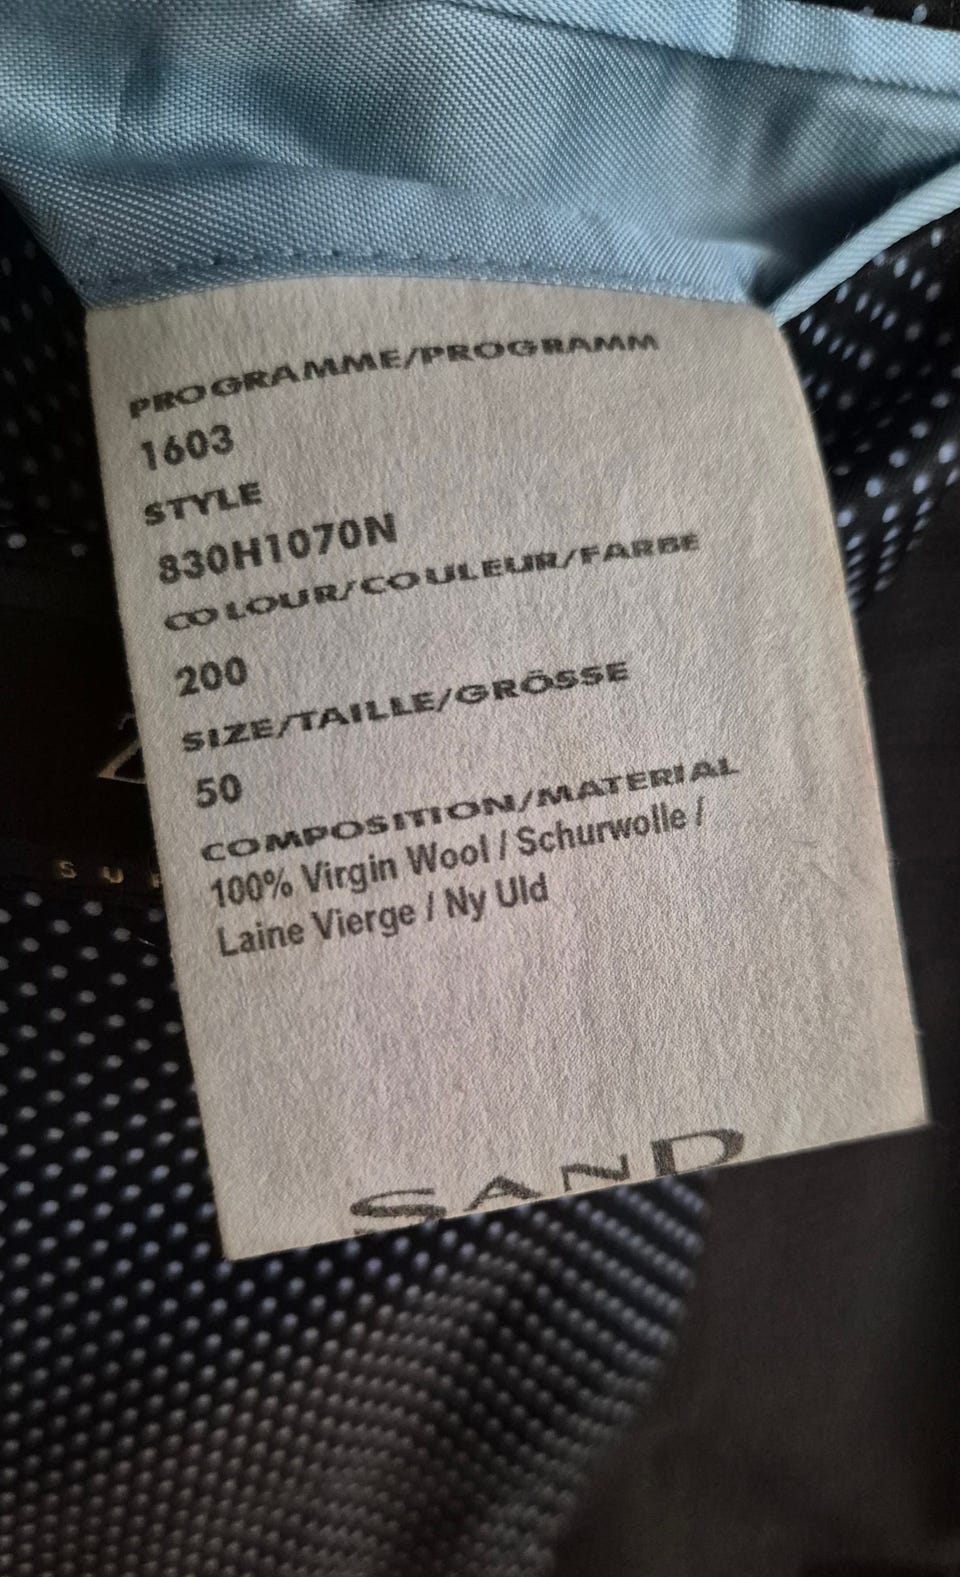 PROGRAMME/PROGRAMM
1603
STYLE
830H1070N
COLOUR/COULEUR/FARBE
200
SIZE/TAILLE/GRÖSSE
50
COMPOSITION/MATERIAL
100% Virgin Wool / Schurwolle /
Laine Vierge / Ny Uld
SAND